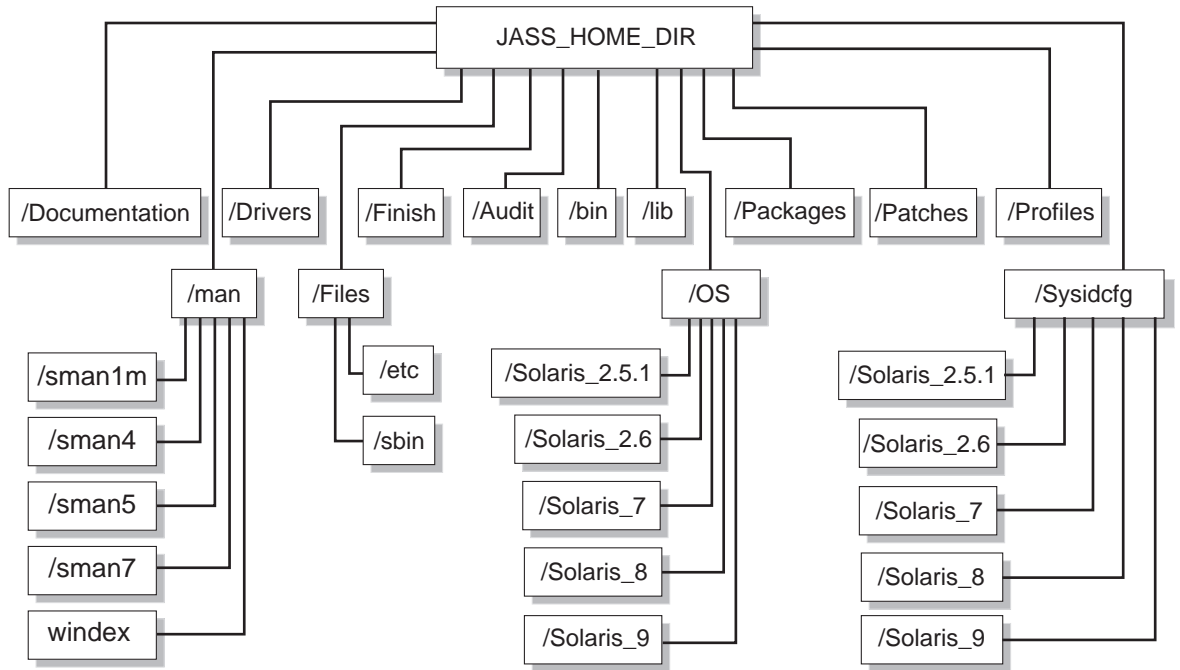 JASS_HOME_DIR
/Documentation
/Drivers
/Finish
/Audit
/bin
/lib
/Packages
/Patches
/Profiles
/man
/Files
/OS
/Sysidcfg
/sman1m
/sman4
/sman5
/sman7
windex
/etc
/sbin
/Solaris_2.5.1
/Solaris_2.6
/Solaris_7
/Solaris_8
/Solaris_9
/Solaris_2.5.1
/Solaris_2.6
/Solaris_7
/Solaris_8
/Solaris_9